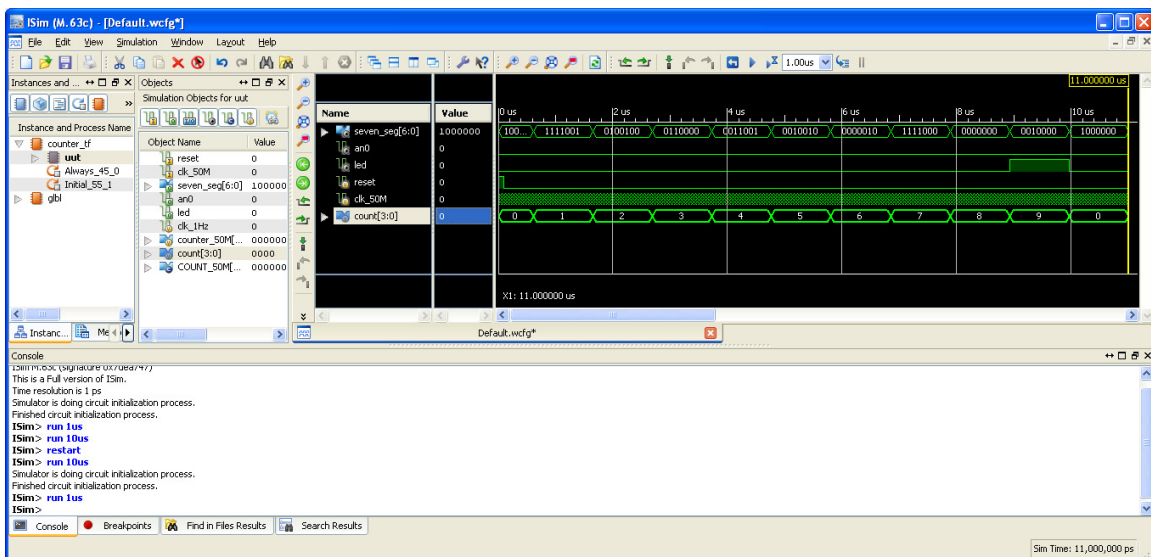 ISim (M.63c) - [Default.wcfg*]
File Edit View Simulation Window Layout Help
1.00us
Instances and ...
Instance and Process Name
counter_tf
uut
Always_45_0
Initial_55_1
glbl
Instanc...
Me
Objects
Simulation Objects for uut
Object Name Value
reset 0
clk_50M 0
seven_seg[6:0] 100000
an0 0
led 0
clk_1Hz 0
counter_50M[... 000000
count[3:0] 0000
COUNT_50M[... 000000
Name Value
seven_seg[6:0] 1000000
an0 0
led 0
reset 0
clk_50M 0
count[3:0] 0
11.000000 us
0 us 2 us 4 us 6 us 8 us 10 us
100... 1111001 0100100 0110000 0011001 0010010 0000010 1111000 0000000 0010000 1000000
0 1 2 3 4 5 6 7 8 9 0
X1: 11.000000 us
Default.wcfg*
Console
ISim M.63c (signature 0x7dea747)
This is a Full version of ISim.
Time resolution is 1 ps
Simulator is doing circuit initialization process.
Finished circuit initialization process.
ISim> run 1us
ISim> run 10us
ISim> restart
ISim> run 10us
Simulator is doing circuit initialization process.
Finished circuit initialization process.
ISim> run 1us
ISim>
Console Breakpoints Find in Files Results Search Results
Sim Time: 11,000,000 ps